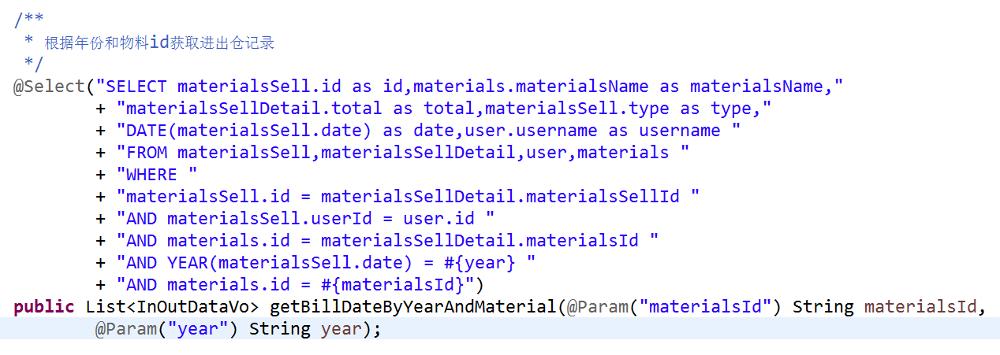 /**
 * 根据年份和物料id获取进出仓记录
 */
@Select("SELECT materialsSell.id as id,materials.materialsName as materialsName,"
        + "materialsSellDetail.total as total,materialsSell.type as type,"
        + "DATE(materialsSell.date) as date,user.username as username "
        + "FROM materialsSell,materialsSellDetail,user,materials "
        + "WHERE "
        + "materialsSell.id = materialsSellDetail.materialsSellId "
        + "AND materialsSell.userId = user.id "
        + "AND materials.id = materialsSellDetail.materialsId "
        + "AND YEAR(materialsSell.date) = #{year} "
        + "AND materials.id = #{materialsId}")
public List<InOutDataVo> getBillDateByYearAndMaterial(@Param("materialsId") String materialsId,
        @Param("year") String year);